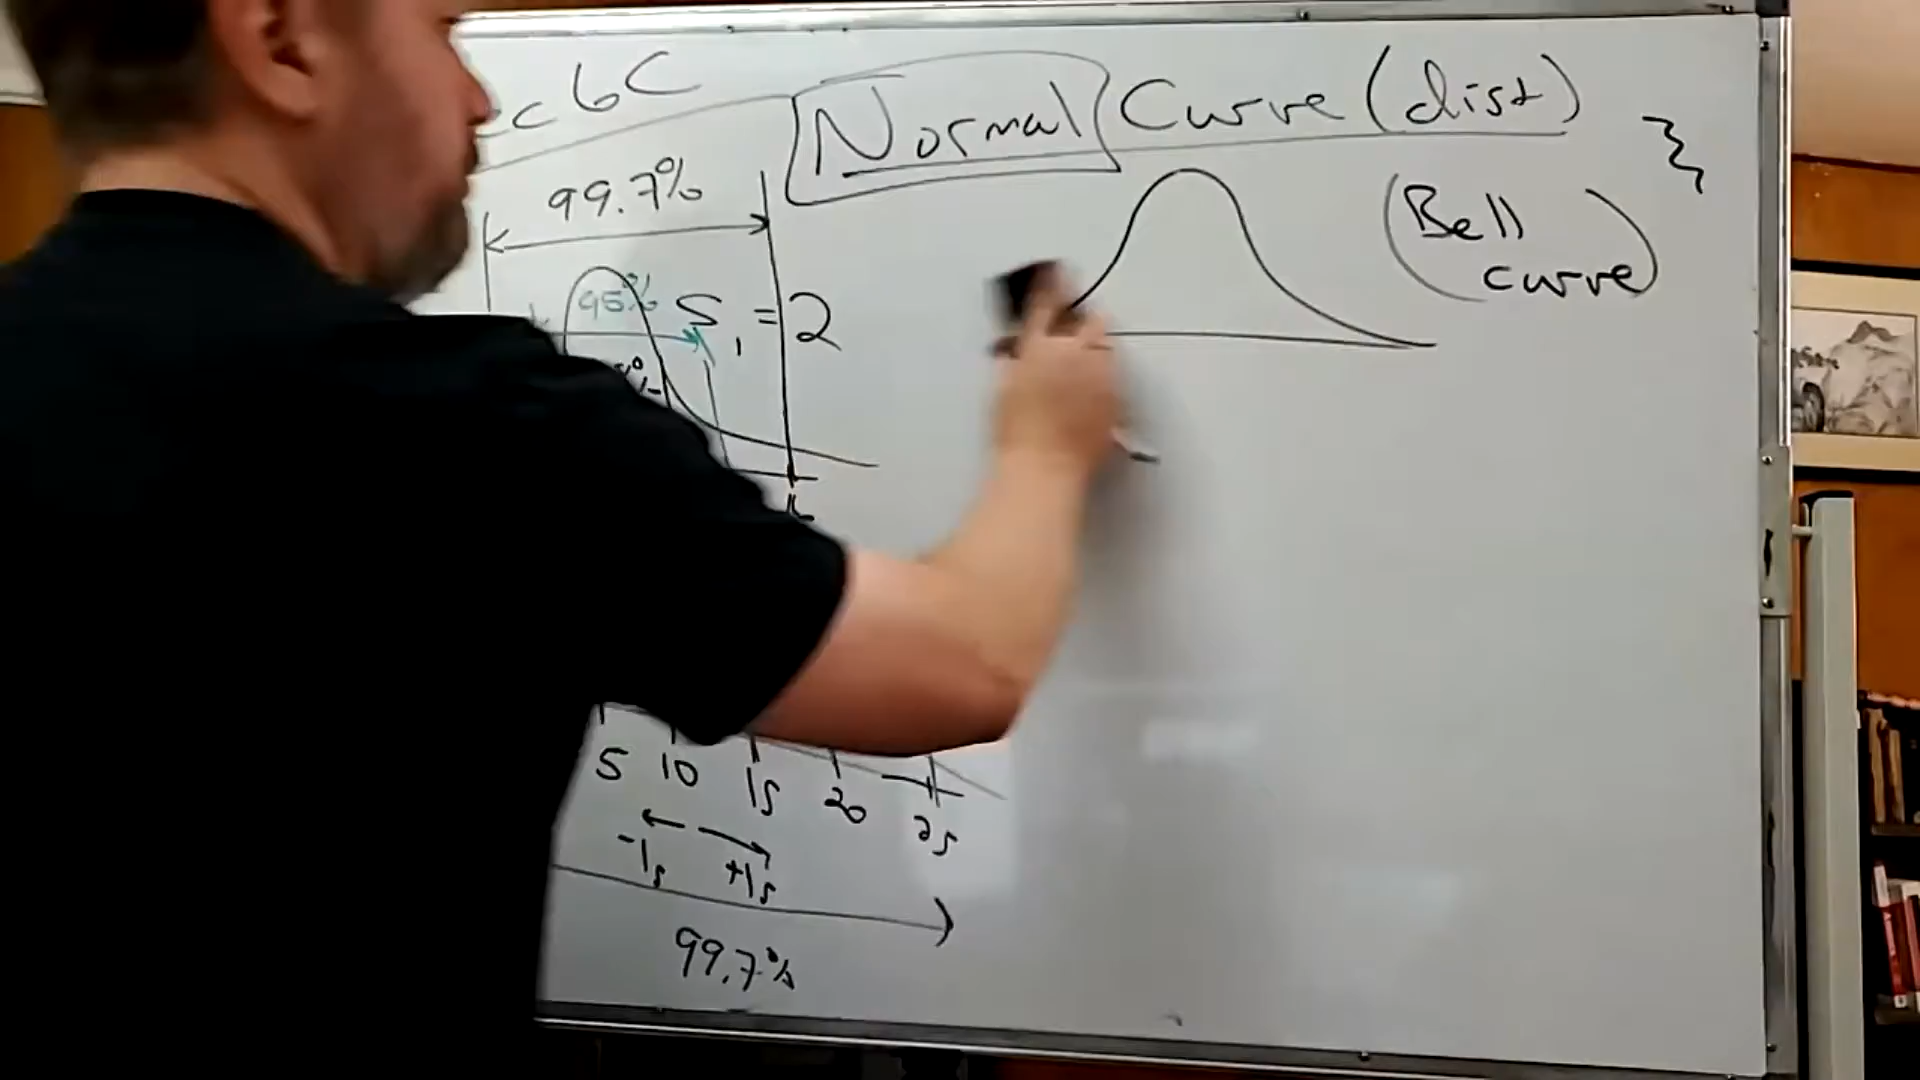 6C
Normal Curve (dist)
99.7%
(Bell
curve)
95%
S₁ = 2
5 10 15 20 25
-1s +1s
99.7%